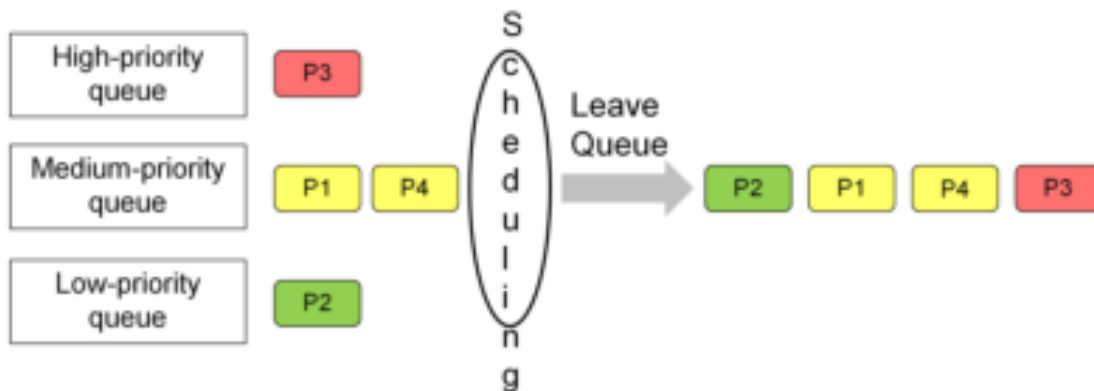 High-priority
queue
P3
Medium-priority
queue
P1 P4
Low-priority
queue
P2
Scheduling
Leave
Queue
P2 P1 P4 P3